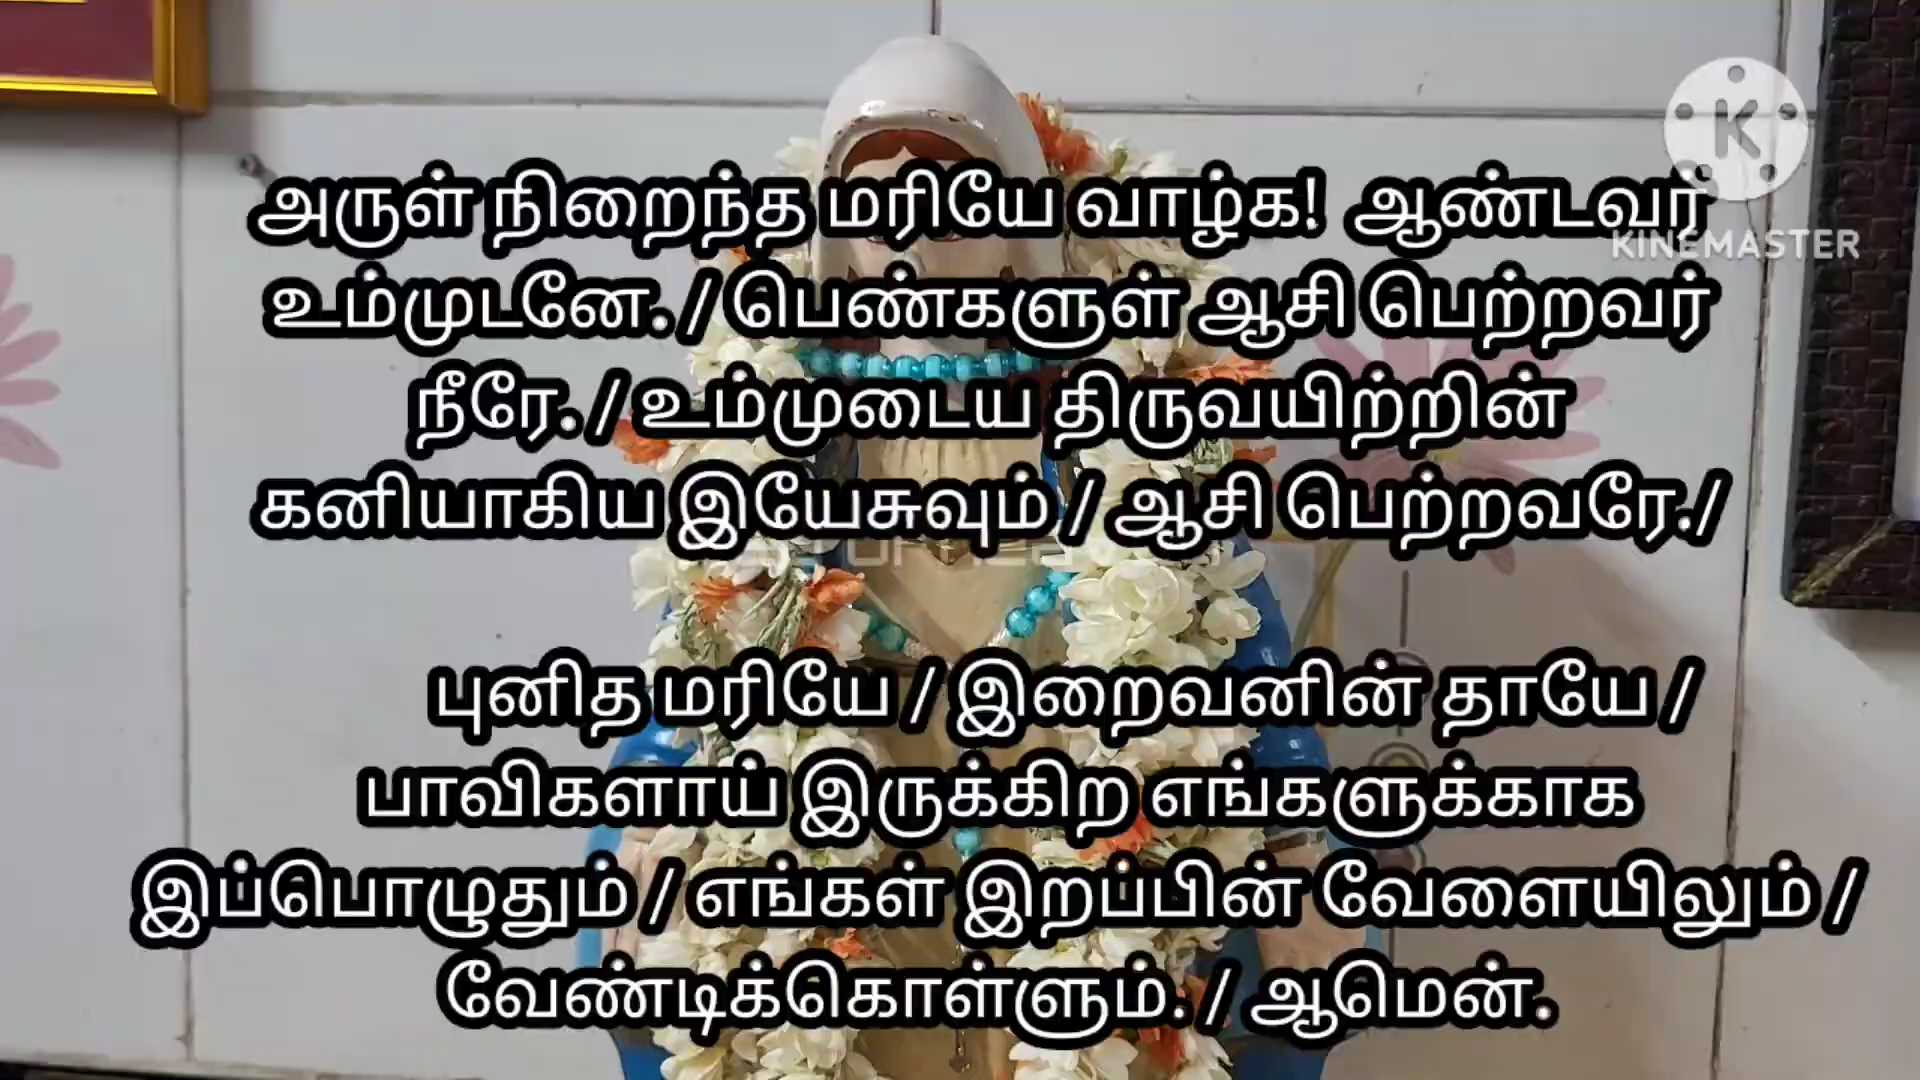 அருள் நிறைந்த மரியே வாழ்க! ஆண்டவர்
உம்முடனே. / பெண்களுள் ஆசி பெற்றவர்
நீரே. / உம்முடைய திருவயிற்றின்
கனியாகிய இயேசுவும் / ஆசி பெற்றவரே./
புனித மரியே / இறைவனின் தாயே /
பாவிகளாய் இருக்கிற எங்களுக்காக
இப்பொழுதும் / எங்கள் இறப்பின் வேளையிலும் /
வேண்டிக்கொள்ளும். / ஆமென்.
K
KINEMASTER